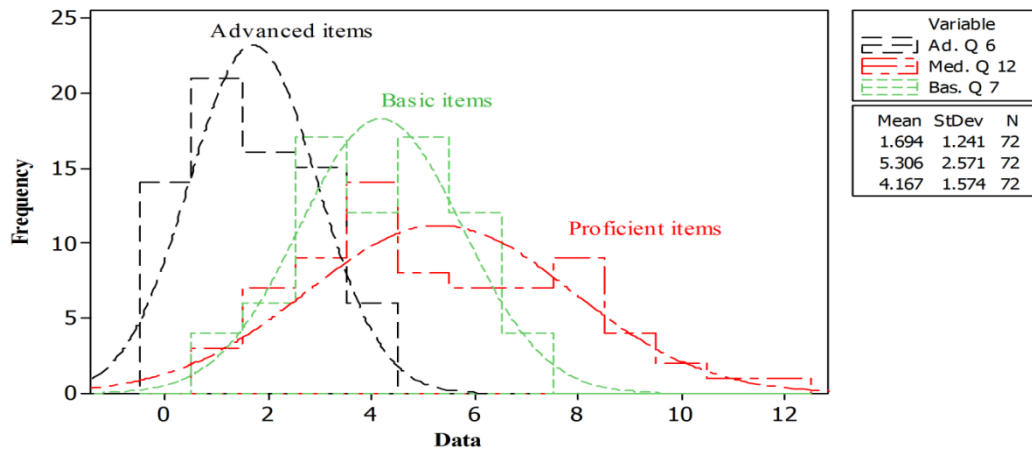 25
20
15
10
5
0
Frequency
Advanced items
Basic items
Proficient items
0 2 4 6 8 10 12
Data
Variable
Ad. Q 6
Med. Q 12
Bas. Q 7
Mean StDev N
1.694 1.241 72
5.306 2.571 72
4.167 1.574 72